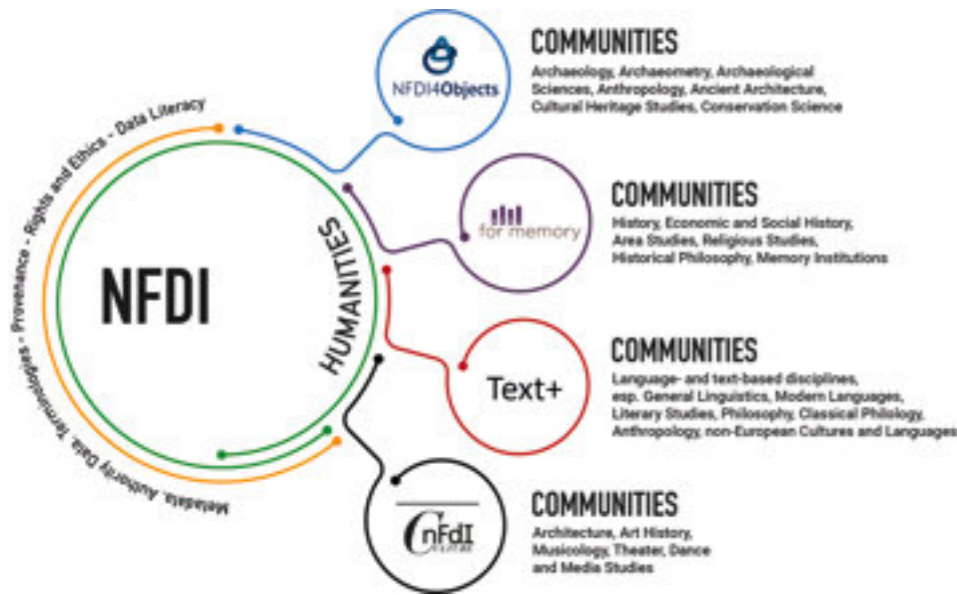 NFDI
HUMANITIES
Metadata, Authority Data, Terminologies - Provenance - Rights and Ethics - Data Literacy
NFDI4Objects
COMMUNITIES
Archaeology, Archaeometry, Archaeological
Sciences, Anthropology, Ancient Architecture,
Cultural Heritage Studies, Conservation Science
for memory
COMMUNITIES
History, Economic and Social History,
Area Studies, Religious Studies,
Historical Philosophy, Memory Institutions
Text+
COMMUNITIES
Language- and text-based disciplines,
esp. General Linguistics, Modern Languages,
Literary Studies, Philosophy, Classical Philology,
Anthropology, non-European Cultures and Languages
nFdI
COMMUNITIES
Architecture, Art History,
Musicology, Theater, Dance
and Media Studies